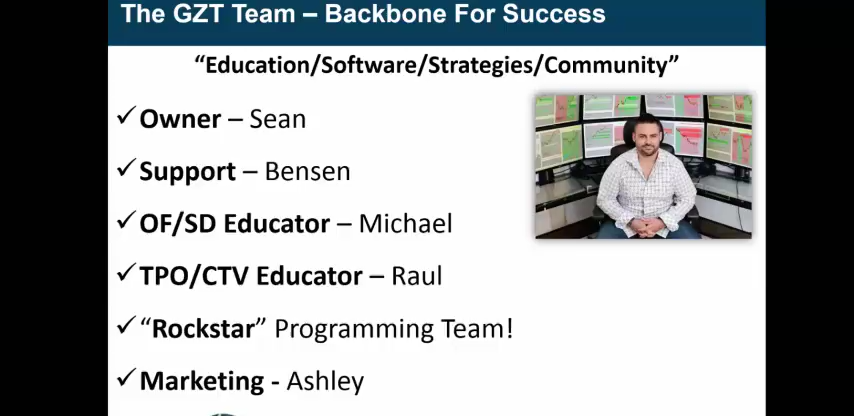 The GZT Team – Backbone For Success
“Education/Software/Strategies/Community”
✓Owner – Sean
✓Support – Bensen
✓OF/SD Educator – Michael
✓TPO/CTV Educator – Raul
✓“Rockstar” Programming Team!
✓Marketing - Ashley